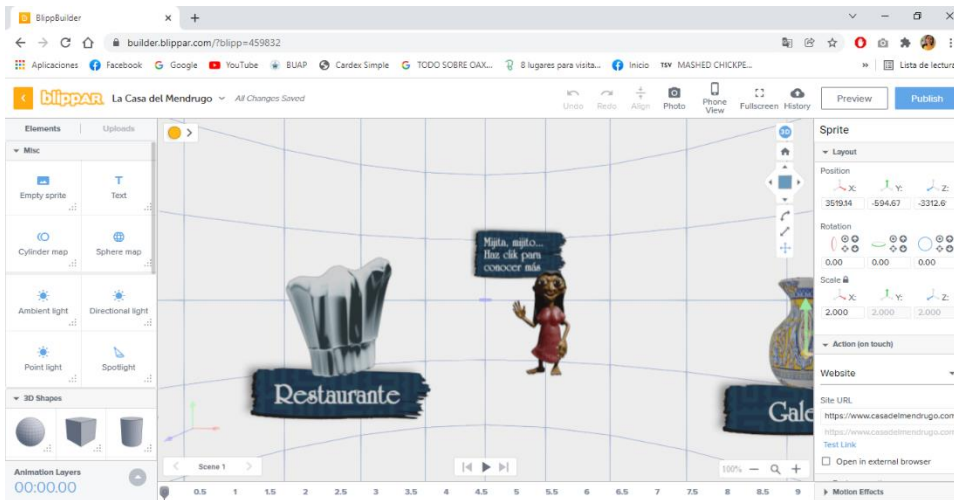 BlippBuilder
builder.blippar.com/?blipp=459832
Aplicaciones Facebook Google YouTube BUAP Cardex Simple TODO SOBRE OAX... 8 lugares para visita... Inicio TSV MASHED CHICKPE... » Lista de lectura
blippAR La Casa del Mendrugo All Changes Saved
Undo Redo Align Photo Phone View Fullscreen History Preview Publish
Elements Uploads
Misc
Empty sprite Text
Cylinder map Sphere map
Ambient light Directional light
Point light Spotlight
3D Shapes
Animation Layers
00:00.00
3D
Mijita, mijito...
Haz clik para
conocer más
Restaurante
Gale
Scene 1
100%
0.5 1 1.5 2 2.5 3 3.5 4 4.5 5 5.5 6 6.5 7 7.5 8 8.5 9
Sprite
Layout
Position
X: Y: Z:
3519.14 -594.67 -3312.6
Rotation
0.00 0.00 0.00
Scale
X: Y: Z:
2.000 2.000 2.000
Action (on touch)
Website
Site URL
https://www.casadelmendrugo.com
https://www.casadelmendrugo.com
Test Link
Open in external browser
Motion Effects